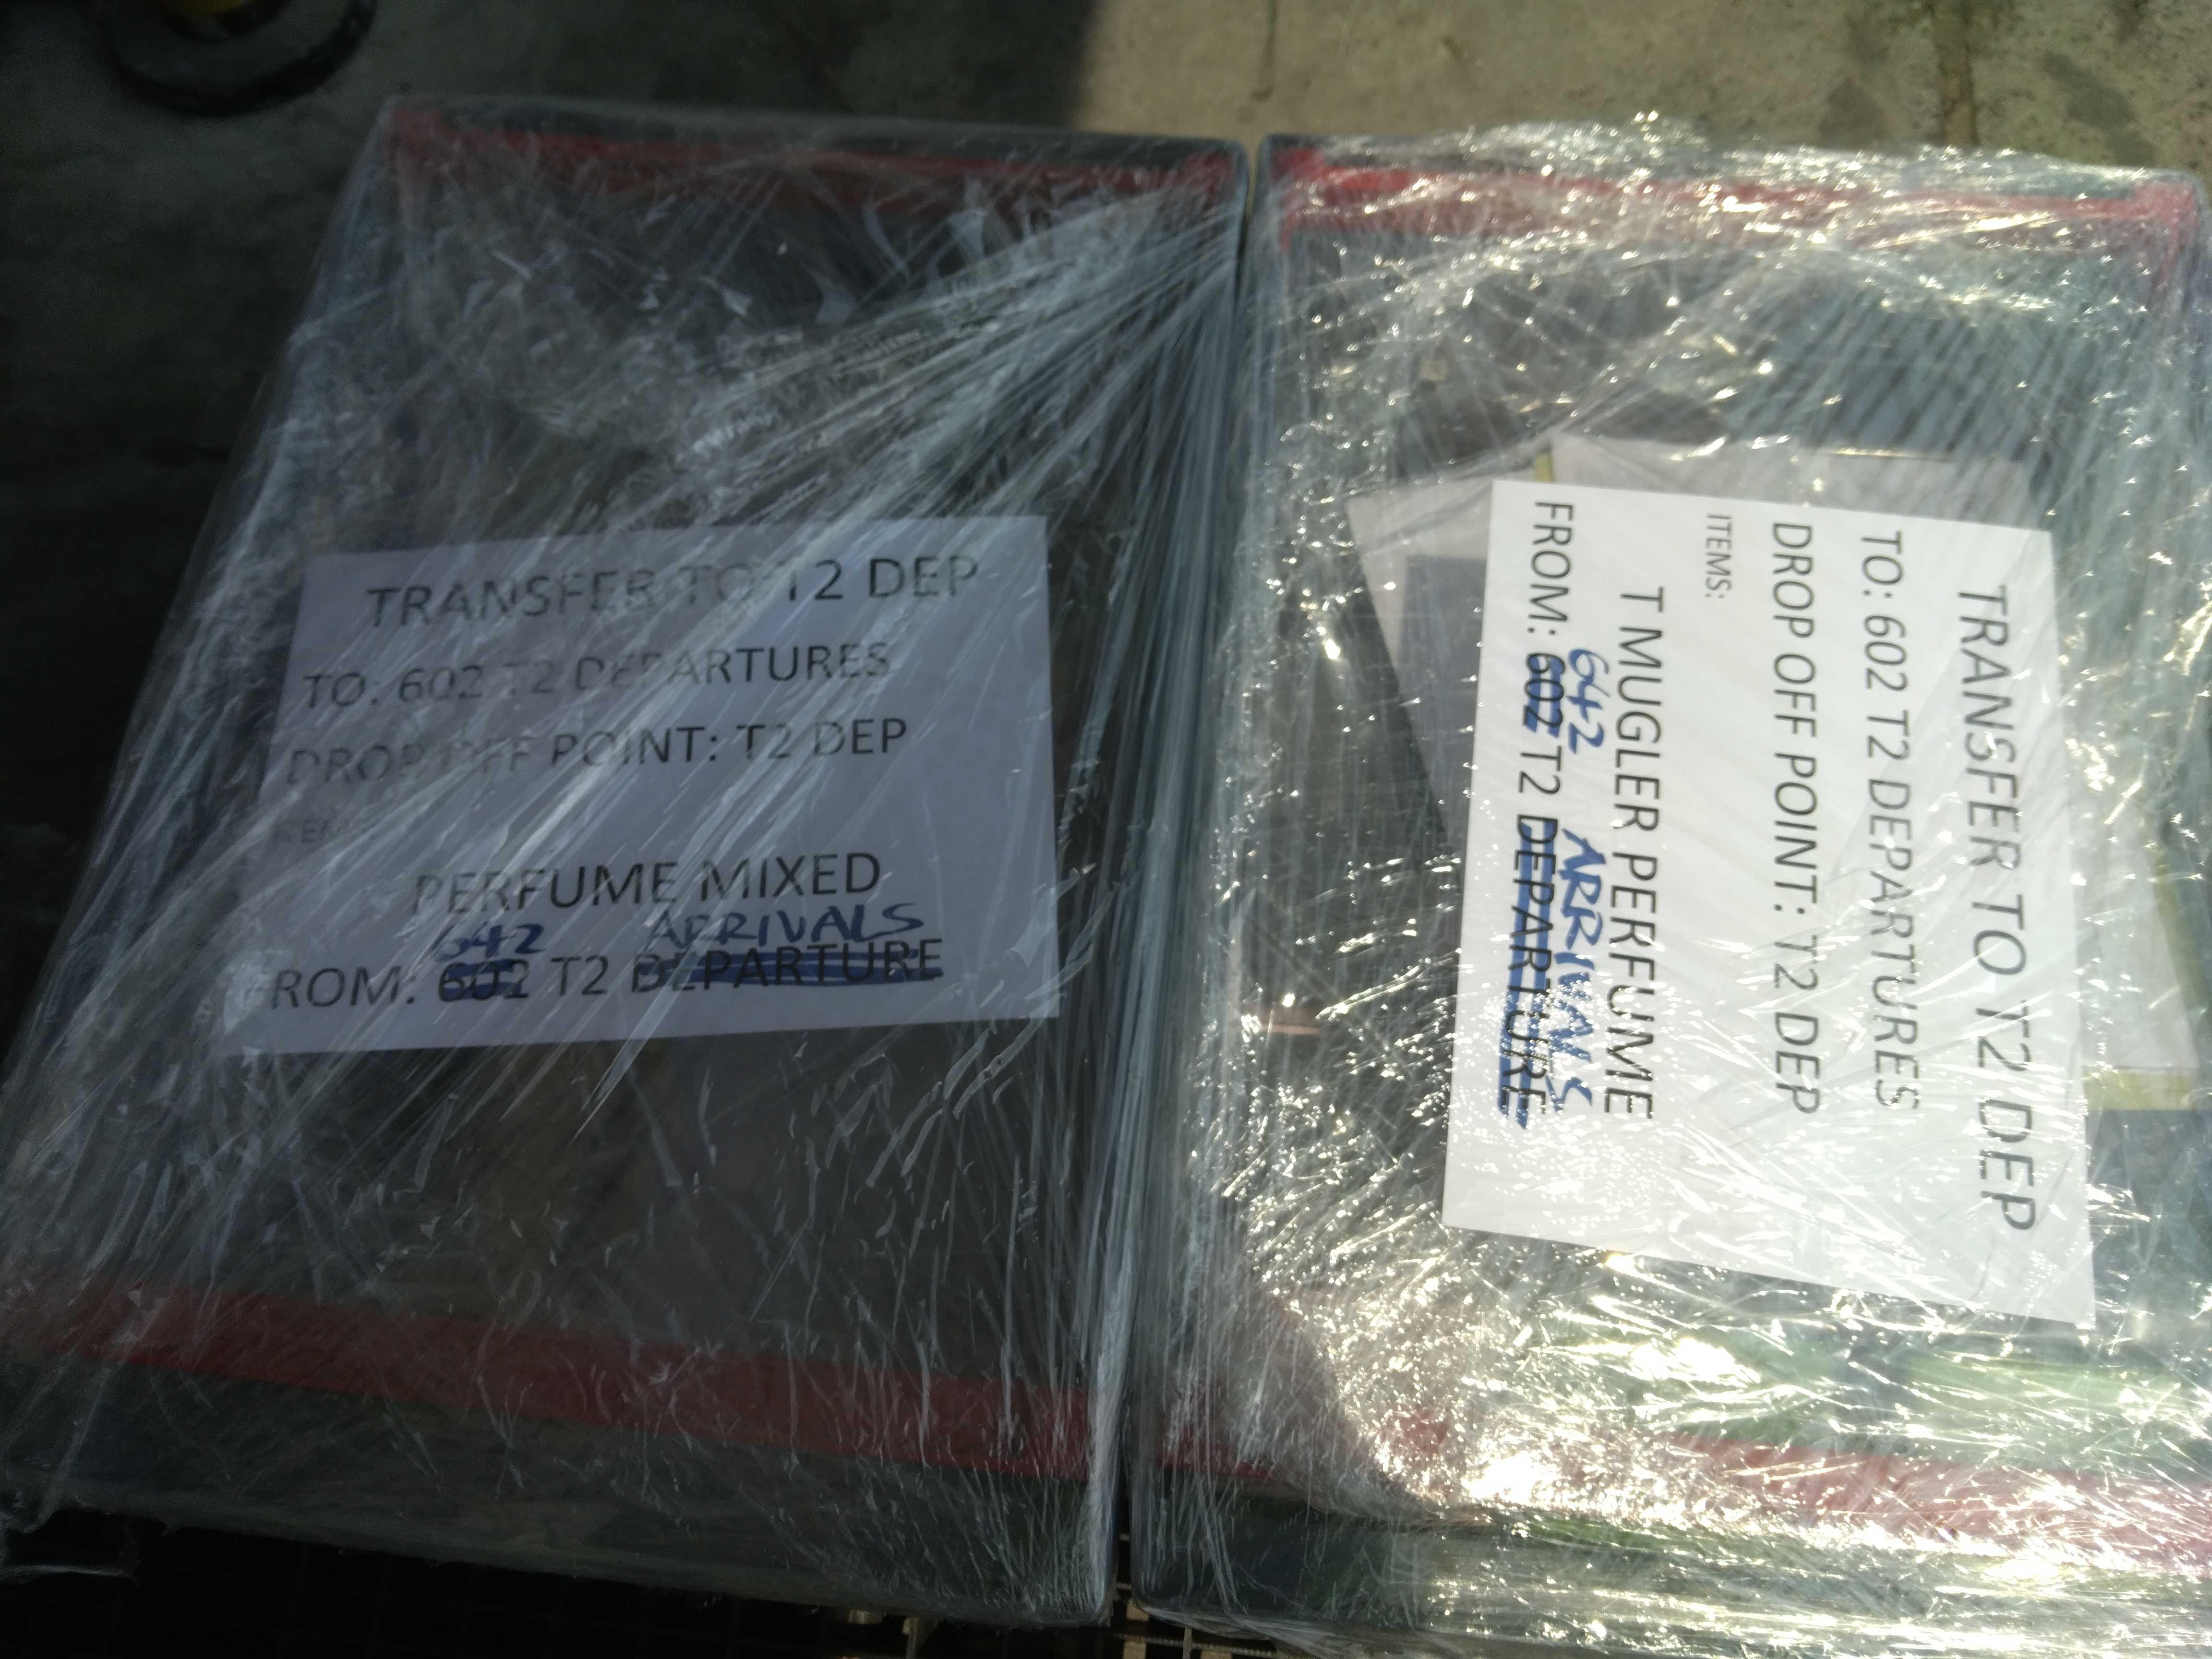 TRANSFER TO T2 DEP
TO: 602 T2 DEPARTURES
DROP OFF POINT: T2 DEP
ITEMS:
PERFUME MIXED
642 ARRIVALS
FROM: 602 T2 DEPARTURE
TRANSFER TO T2 DEP
TO: 602 T2 DEPARTURES
DROP OFF POINT: T2 DEP
ITEMS:
T MUGLER PERFUME
642 ARRIVALS
FROM: 602 T2 DEPARTURE